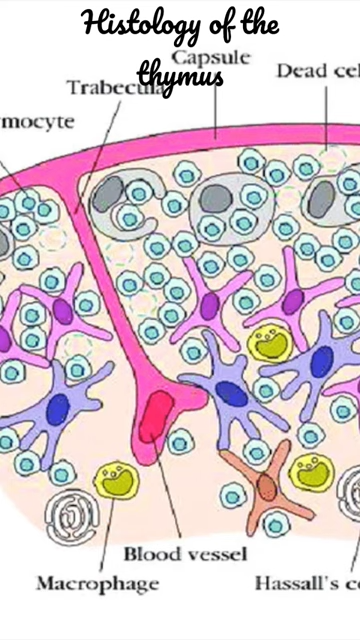 Histology of the
thymus
Capsule
Dead cel
Trabecula
mocyte
Blood vessel
Macrophage
Hassall's c